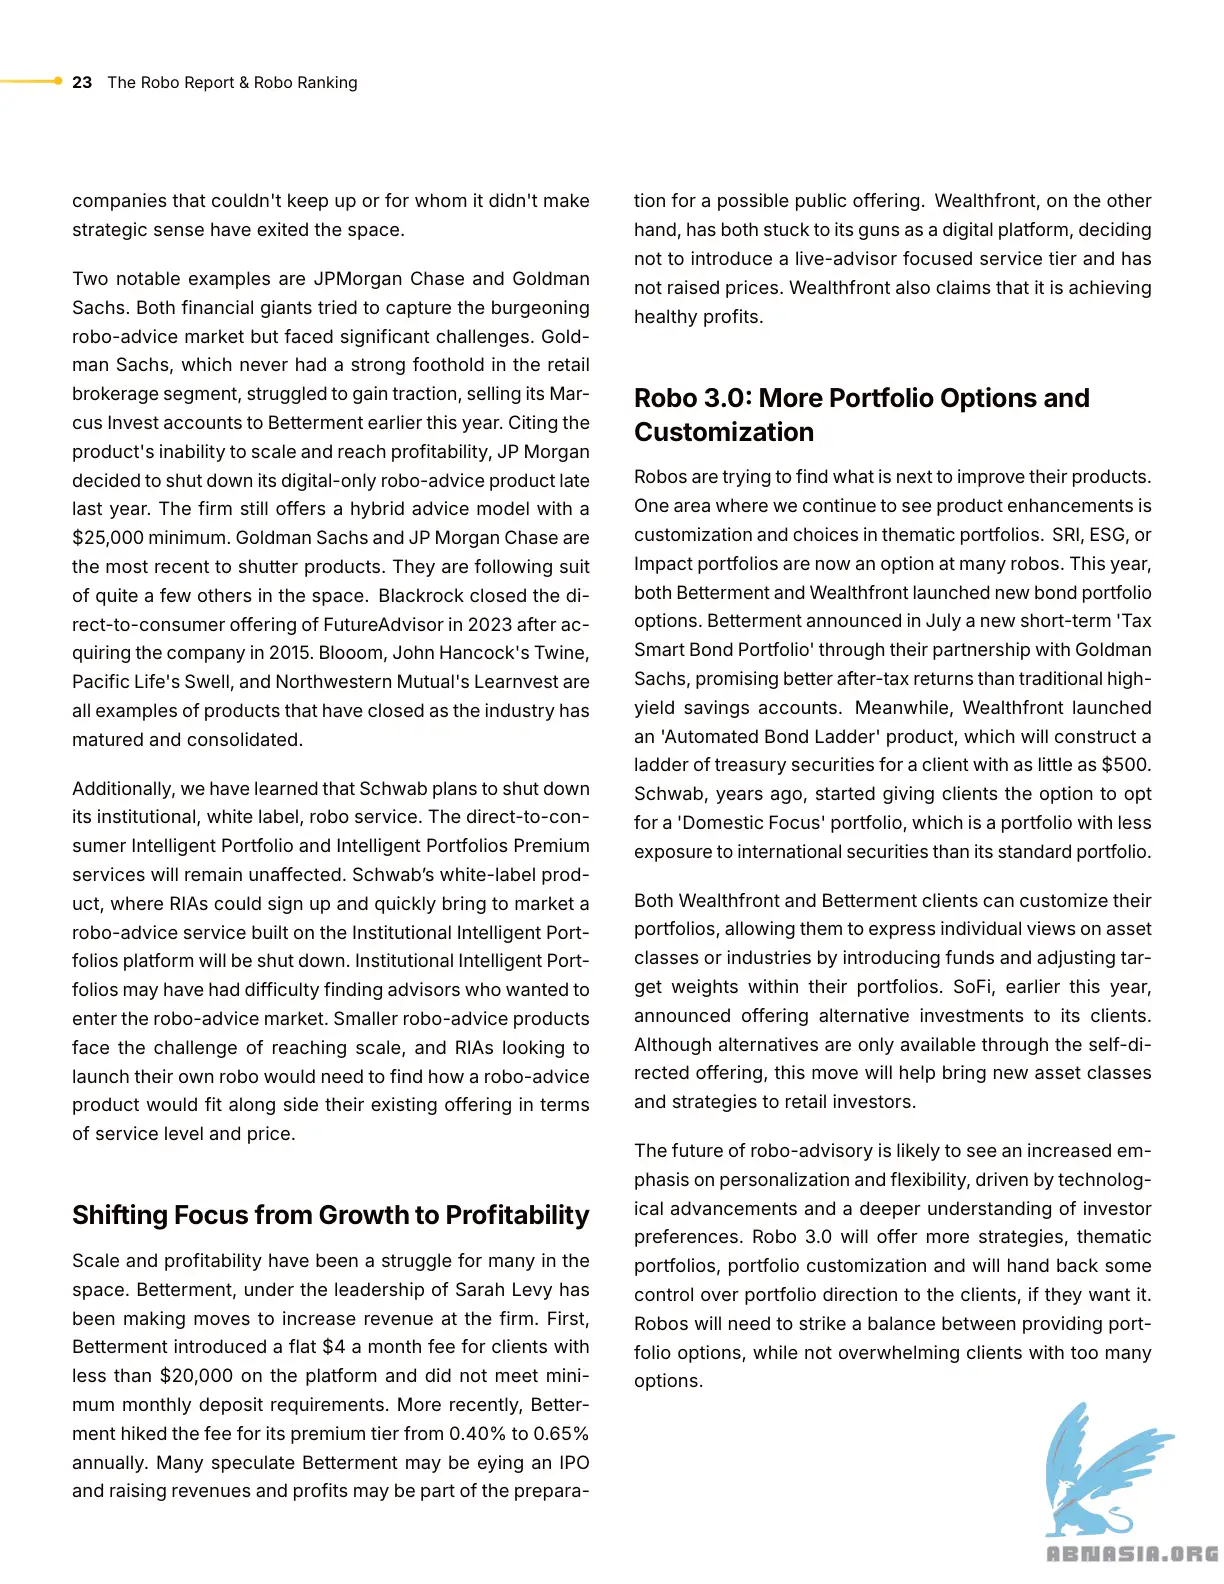 23 The Robo Report & Robo Ranking
companies that couldn't keep up or for whom it didn't make
strategic sense have exited the space.
Two notable examples are JPMorgan Chase and Goldman
Sachs. Both financial giants tried to capture the burgeoning
robo-advice market but faced significant challenges. Gold-
man Sachs, which never had a strong foothold in the retail
brokerage segment, struggled to gain traction, selling its Mar-
cus Invest accounts to Betterment earlier this year. Citing the
product's inability to scale and reach profitability, JP Morgan
decided to shut down its digital-only robo-advice product late
last year. The firm still offers a hybrid advice model with a
$25,000 minimum. Goldman Sachs and JP Morgan Chase are
the most recent to shutter products. They are following suit
of quite a few others in the space. Blackrock closed the di-
rect-to-consumer offering of FutureAdvisor in 2023 after ac-
quiring the company in 2015. Blooom, John Hancock's Twine,
Pacific Life's Swell, and Northwestern Mutual's Learnvest are
all examples of products that have closed as the industry has
matured and consolidated.
Additionally, we have learned that Schwab plans to shut down
its institutional, white label, robo service. The direct-to-con-
sumer Intelligent Portfolio and Intelligent Portfolios Premium
services will remain unaffected. Schwab’s white-label prod-
uct, where RIAs could sign up and quickly bring to market a
robo-advice service built on the Institutional Intelligent Port-
folios platform will be shut down. Institutional Intelligent Port-
folios may have had difficulty finding advisors who wanted to
enter the robo-advice market. Smaller robo-advice products
face the challenge of reaching scale, and RIAs looking to
launch their own robo would need to find how a robo-advice
product would fit along side their existing offering in terms
of service level and price.
Shifting Focus from Growth to Profitability
Scale and profitability have been a struggle for many in the
space. Betterment, under the leadership of Sarah Levy has
been making moves to increase revenue at the firm. First,
Betterment introduced a flat $4 a month fee for clients with
less than $20,000 on the platform and did not meet mini-
mum monthly deposit requirements. More recently, Better-
ment hiked the fee for its premium tier from 0.40% to 0.65%
annually. Many speculate Betterment may be eying an IPO
and raising revenues and profits may be part of the prepara-
tion for a possible public offering. Wealthfront, on the other
hand, has both stuck to its guns as a digital platform, deciding
not to introduce a live-advisor focused service tier and has
not raised prices. Wealthfront also claims that it is achieving
healthy profits.
Robo 3.0: More Portfolio Options and
Customization
Robos are trying to find what is next to improve their products.
One area where we continue to see product enhancements is
customization and choices in thematic portfolios. SRI, ESG, or
Impact portfolios are now an option at many robos. This year,
both Betterment and Wealthfront launched new bond portfolio
options. Betterment announced in July a new short-term 'Tax
Smart Bond Portfolio' through their partnership with Goldman
Sachs, promising better after-tax returns than traditional high-
yield savings accounts. Meanwhile, Wealthfront launched
an 'Automated Bond Ladder' product, which will construct a
ladder of treasury securities for a client with as little as $500.
Schwab, years ago, started giving clients the option to opt
for a 'Domestic Focus' portfolio, which is a portfolio with less
exposure to international securities than its standard portfolio.
Both Wealthfront and Betterment clients can customize their
portfolios, allowing them to express individual views on asset
classes or industries by introducing funds and adjusting tar-
get weights within their portfolios. SoFi, earlier this year,
announced offering alternative investments to its clients.
Although alternatives are only available through the self-di-
rected offering, this move will help bring new asset classes
and strategies to retail investors.
The future of robo-advisory is likely to see an increased em-
phasis on personalization and flexibility, driven by technolog-
ical advancements and a deeper understanding of investor
preferences. Robo 3.0 will offer more strategies, thematic
portfolios, portfolio customization and will hand back some
control over portfolio direction to the clients, if they want it.
Robos will need to strike a balance between providing port-
folio options, while not overwhelming clients with too many
options.
ABNASIA.ORG